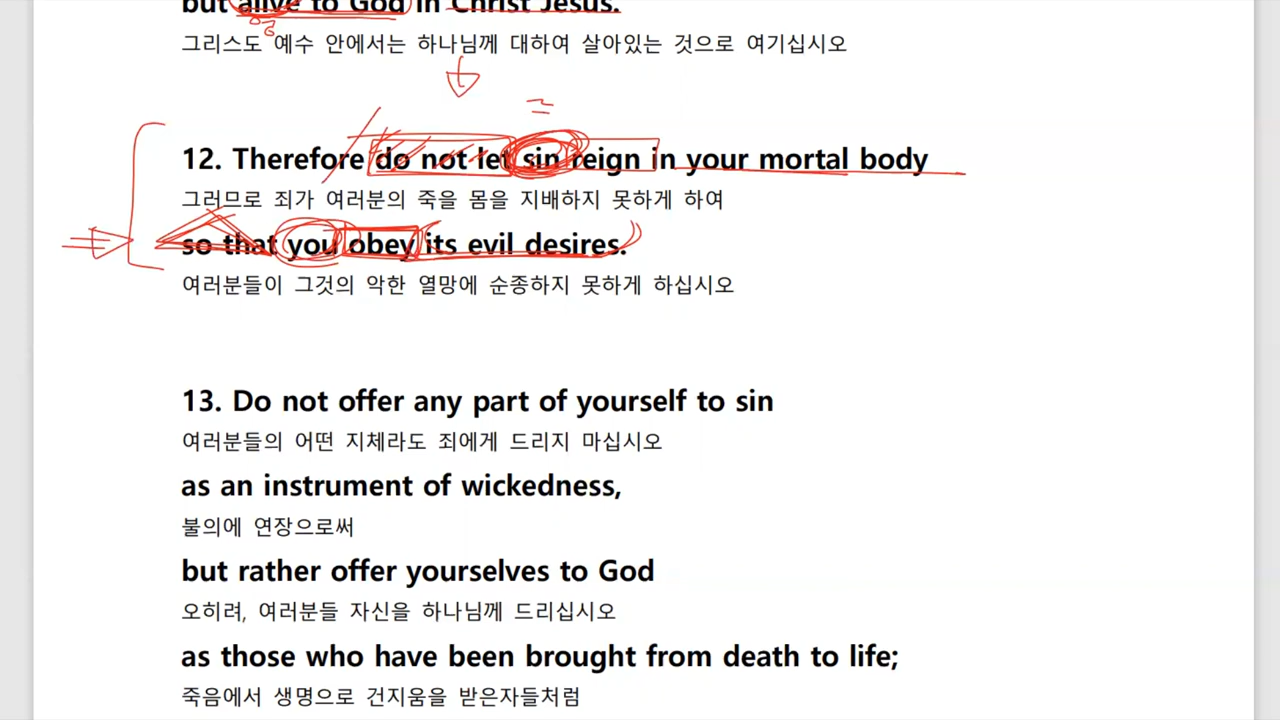 but alive to God in Christ Jesus.
그리스도 예수 안에서는 하나님께 대하여 살아있는 것으로 여기십시오
12. Therefore do not let sin reign in your mortal body
그러므로 죄가 여러분의 죽을 몸을 지배하지 못하게 하여
so that you obey its evil desires.
여러분들이 그것의 악한 열망에 순종하지 못하게 하십시오
13. Do not offer any part of yourself to sin
여러분들의 어떤 지체라도 죄에게 드리지 마십시오
as an instrument of wickedness,
불의에 연장으로써
but rather offer yourselves to God
오히려, 여러분들 자신을 하나님께 드리십시오
as those who have been brought from death to life;
죽음에서 생명으로 건지움을 받은자들처럼